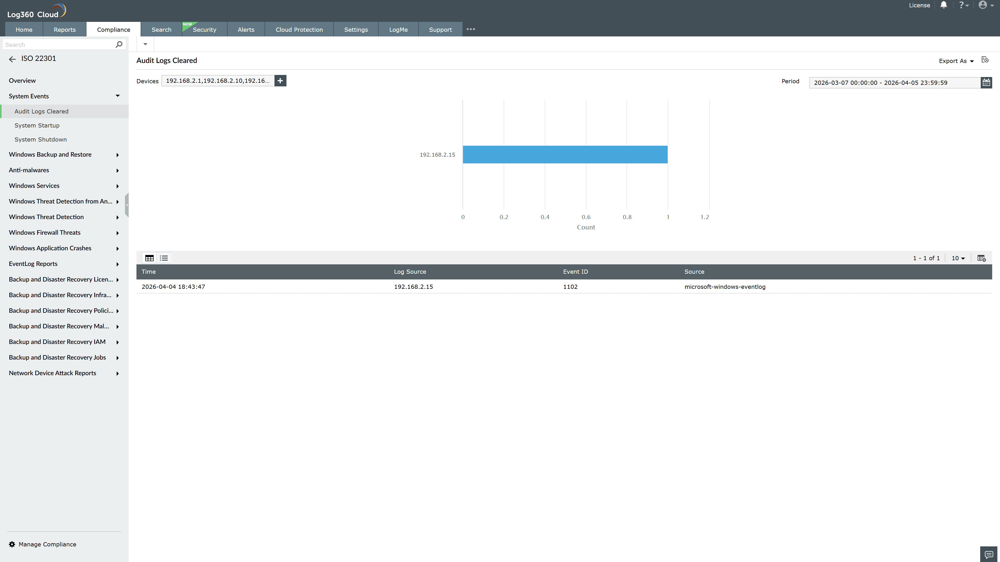 License
?
Log360 Cloud
Home
Reports
Compliance
Search
NEW
Security
Alerts
Cloud Protection
Settings
LogMe
Support
Search
ISO 22301
Overview
System Events
Audit Logs Cleared
System Startup
System Shutdown
Windows Backup and Restore
Anti-malwares
Windows Services
Windows Threat Detection from An...
Windows Threat Detection
Windows Firewall Threats
Windows Application Crashes
EventLog Reports
Backup and Disaster Recovery Licen...
Backup and Disaster Recovery Infra...
Backup and Disaster Recovery Polici...
Backup and Disaster Recovery Mal...
Backup and Disaster Recovery IAM
Backup and Disaster Recovery Jobs
Network Device Attack Reports
Manage Compliance
Audit Logs Cleared
Export As
Devices
192.168.2.1,192.168.2.10,192.16...
Period
2026-03-07 00:00:00 - 2026-04-05 23:59:59
192.168.2.15
0 0.2 0.4 0.6 0.8 1 1.2
Count
1 - 1 of 1
10
Time Log Source Event ID Source
2026-04-04 18:43:47 192.168.2.15 1102 microsoft-windows-eventlog